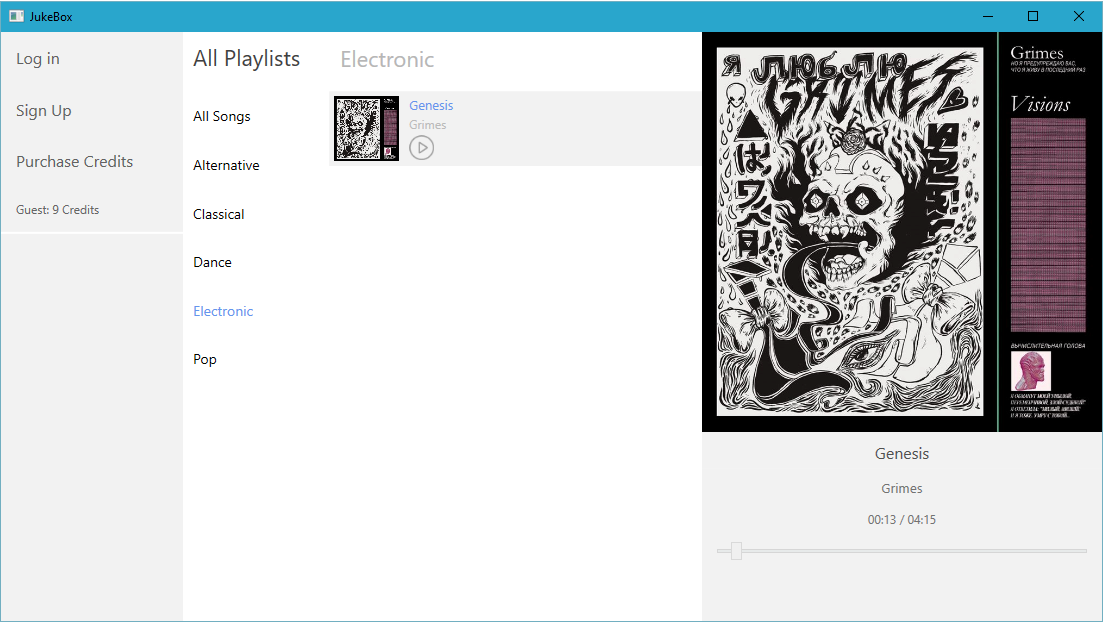 JukeBox
Log in
Sign Up
Purchase Credits
Guest: 9 Credits
All Playlists
All Songs
Alternative
Classical
Dance
Electronic
Pop
Electronic
Genesis
Grimes
Я ЛЮБЛЮ
GRIMES
Grimes
НО Я ПРЕДУПРЕЖДАЮ ВАС,
ЧТО Я ЖИВУ В ПОСЛЕДНИЙ РАЗ
Visions
ВЫЧИСЛИТЕЛЬНАЯ ГОЛОВА
Genesis
Grimes
00:13 / 04:15